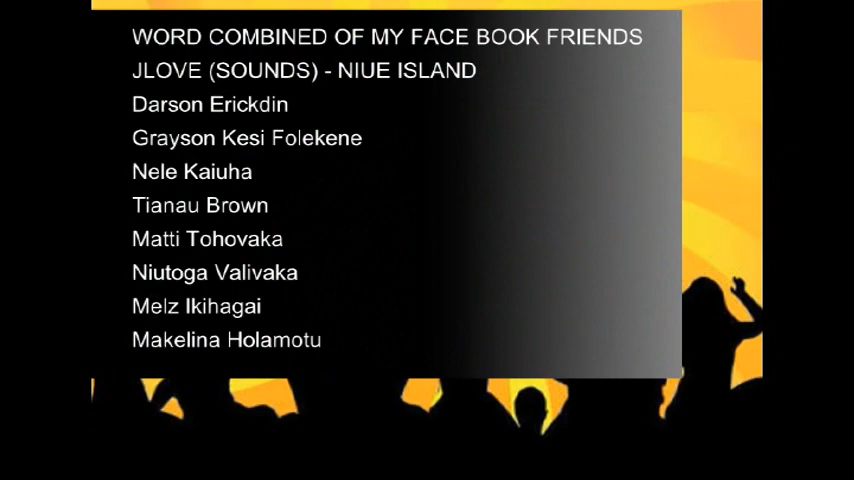 WORD COMBINED OF MY FACE BOOK FRIENDS
JLOVE (SOUNDS) - NIUE ISLAND
Darson Erickdin
Grayson Kesi Folekene
Nele Kaiuha
Tianau Brown
Matti Tohovaka
Niutoga Valivaka
Melz Ikihagai
Makelina Holamotu